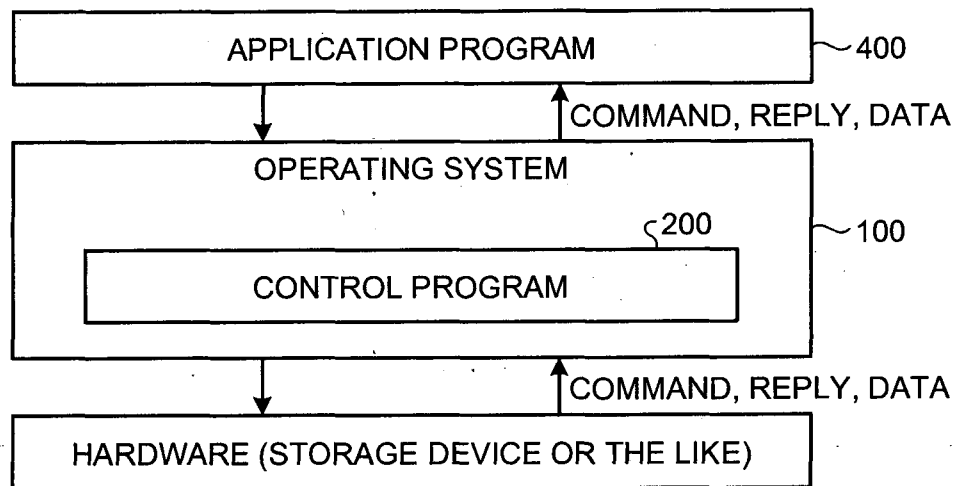 APPLICATION PROGRAM
400
COMMAND, REPLY, DATA
OPERATING SYSTEM
200
100
CONTROL PROGRAM
COMMAND, REPLY, DATA
HARDWARE (STORAGE DEVICE OR THE LIKE)